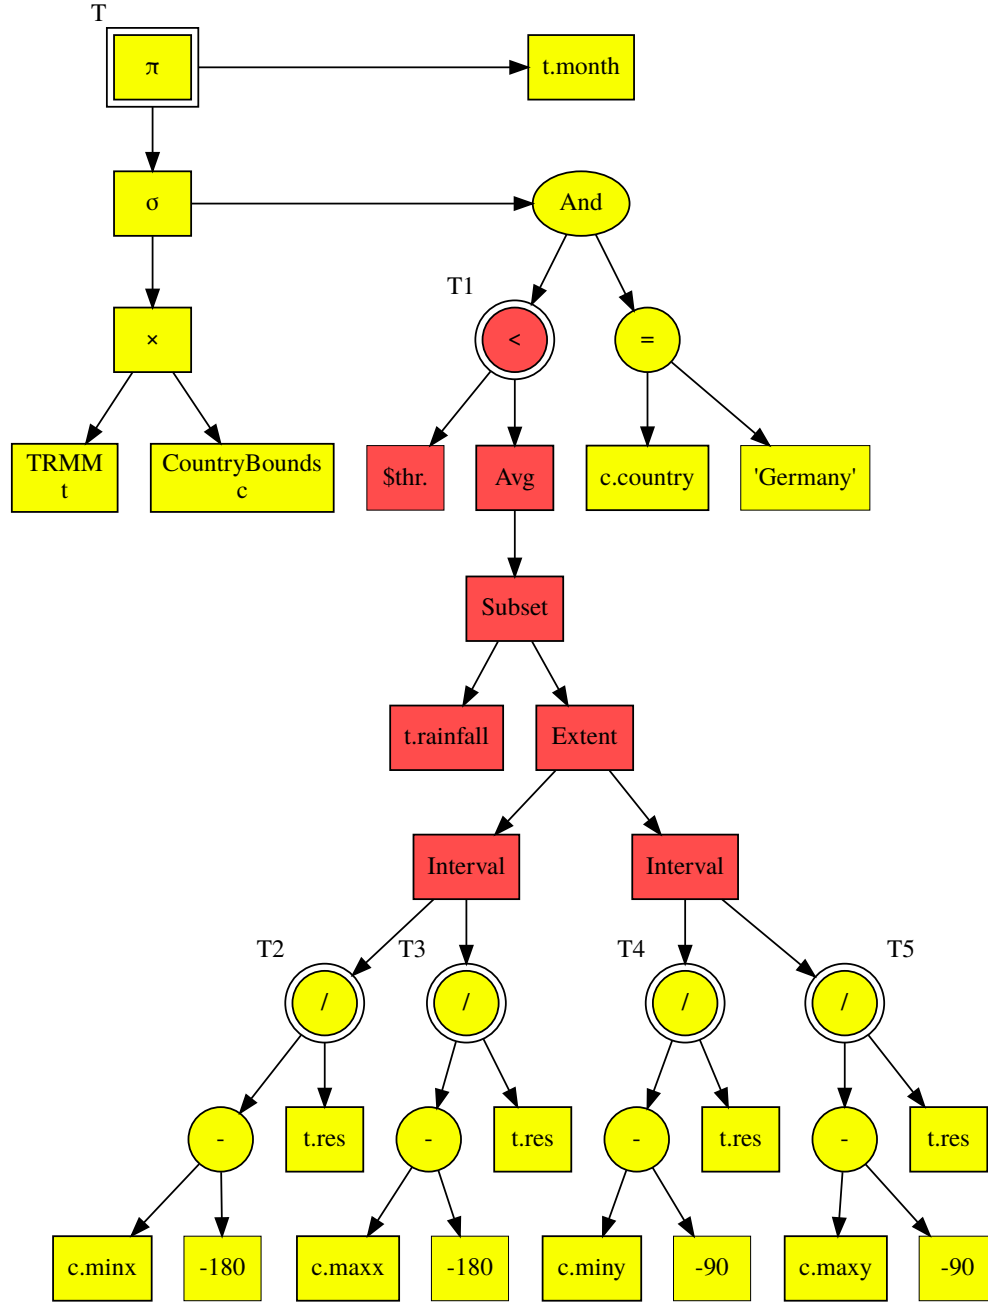 T
π
t.month
σ
And
T1
<
=
×
TRMM
t
CountryBounds
c
$thr.
Avg
c.country
'Germany'
Subset
t.rainfall
Extent
Interval
Interval
T2
T3
T4
T5
/
/
/
/
-
t.res
-
t.res
-
t.res
-
t.res
c.minx
-180
c.maxx
-180
c.miny
-90
c.maxy
-90